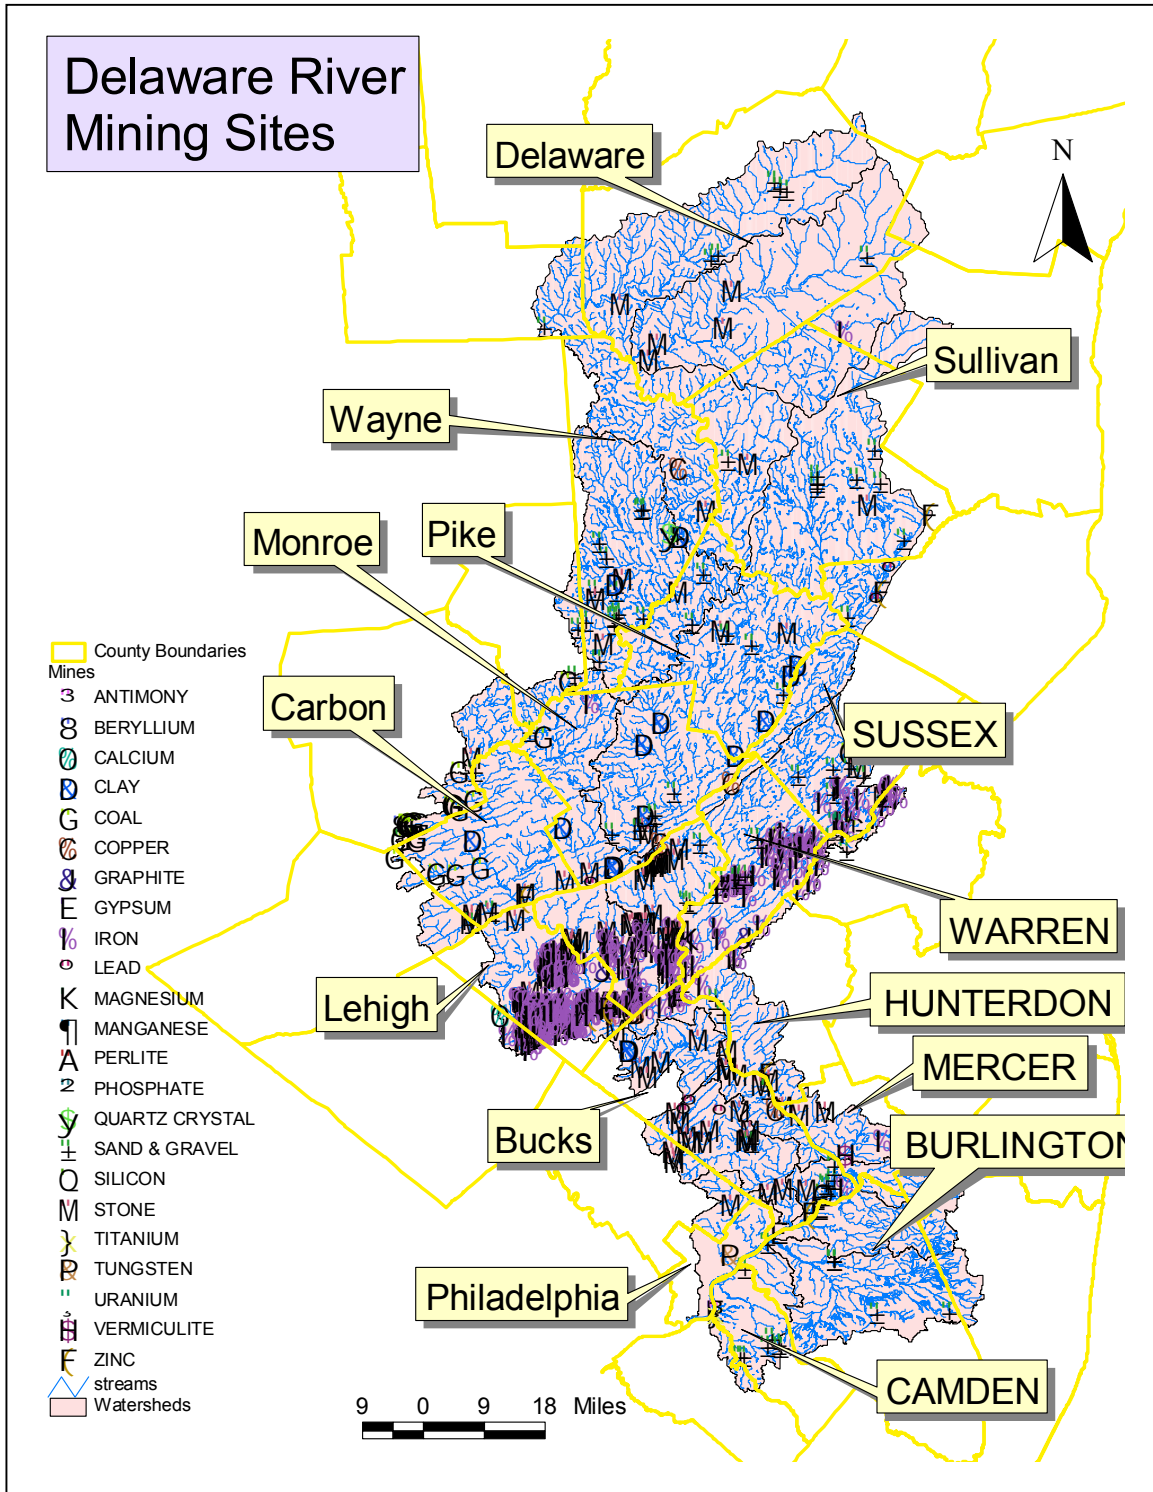 Delaware River
Mining Sites
Delaware
N
Sullivan
Wayne
Monroe
Pike
Carbon
SUSSEX
WARREN
Lehigh
HUNTERDON
MERCER
Bucks
BURLINGTON
Philadelphia
CAMDEN
County Boundaries
Mines
ANTIMONY
BERYLLIUM
CALCIUM
CLAY
COAL
COPPER
GRAPHITE
GYPSUM
IRON
LEAD
MAGNESIUM
MANGANESE
PERLITE
PHOSPHATE
QUARTZ CRYSTAL
SAND & GRAVEL
SILICON
STONE
TITANIUM
TUNGSTEN
URANIUM
VERMICULITE
ZINC
streams
Watersheds
9 0 9 18 Miles